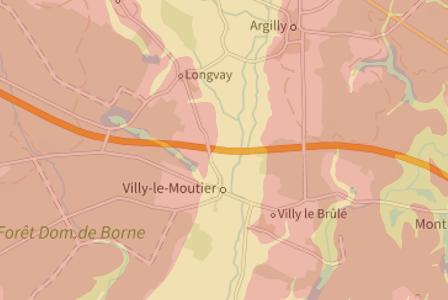 Argilly
Longvay
Villy-le-Moutier
Villy le Brûlé
Forêt Dom.de Borne
Mont